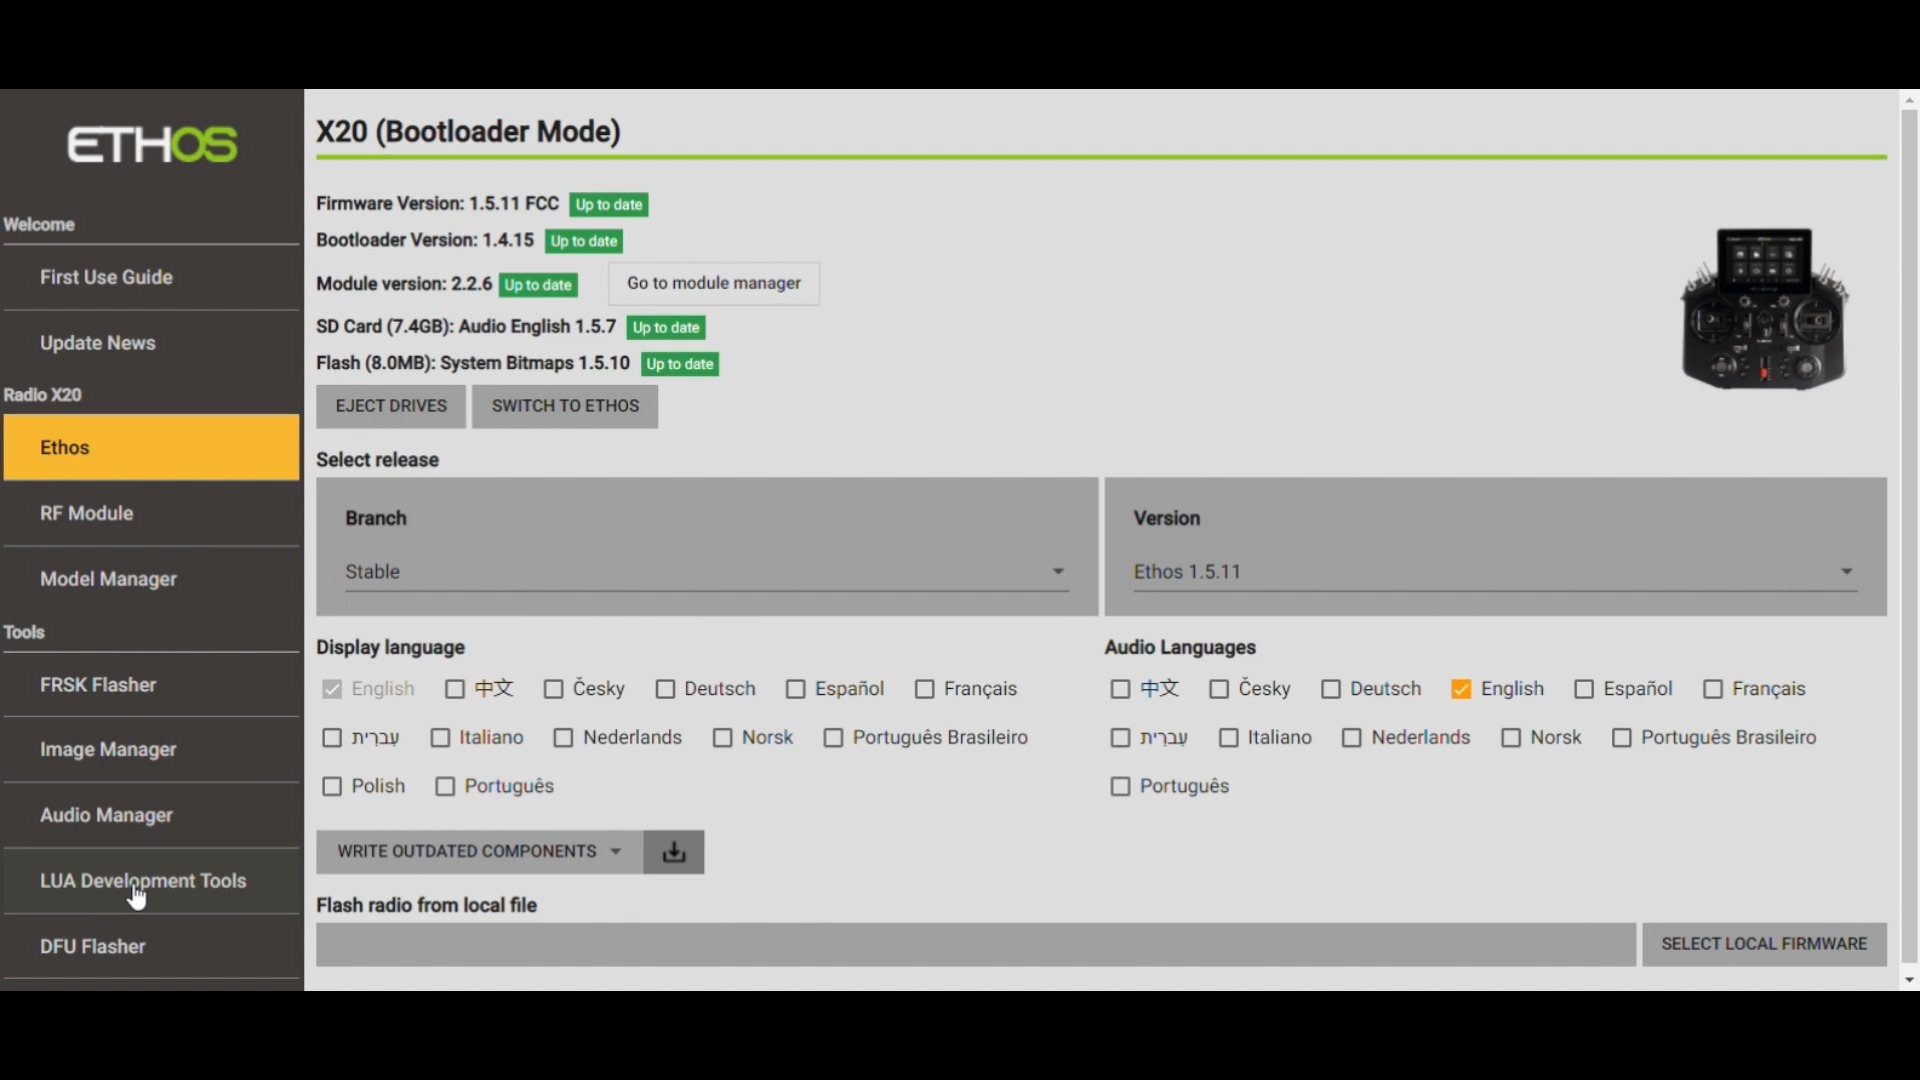 ETHOS
Welcome
First Use Guide
Update News
Radio X20
Ethos
RF Module
Model Manager
Tools
FRSK Flasher
Image Manager
Audio Manager
LUA Development Tools
DFU Flasher
X20 (Bootloader Mode)
Firmware Version: 1.5.11 FCC Up to date
Bootloader Version: 1.4.15 Up to date
Module version: 2.2.6 Up to date Go to module manager
SD Card (7.4GB): Audio English 1.5.7 Up to date
Flash (8.0MB): System Bitmaps 1.5.10 Up to date
EJECT DRIVES SWITCH TO ETHOS
Select release
Branch
Stable
Version
Ethos 1.5.11
Display language
English 中文 Česky Deutsch Español Français
עברית Italiano Nederlands Norsk Português Brasileiro
Polish Português
Audio Languages
中文 Česky Deutsch English Español Français
עברית Italiano Nederlands Norsk Português Brasileiro
Português
WRITE OUTDATED COMPONENTS
Flash radio from local file
SELECT LOCAL FIRMWARE